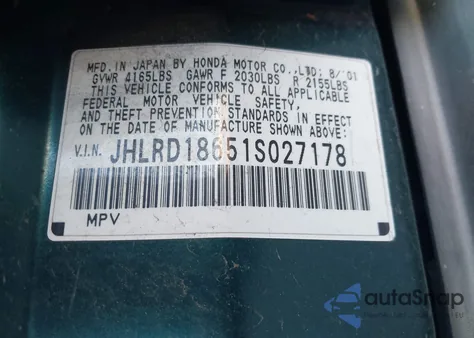 MFD. IN JAPAN BY HONDA MOTOR CO., LTD; 8/'01
GVWR 4165LBS GAWR F 2030LBS R 2155LBS
THIS VEHICLE CONFORMS TO ALL APPLICABLE
FEDERAL MOTOR VEHICLE SAFETY,
AND THEFT PREVENTION STANDARDS IN EFFECT
ON THE DATE OF MANUFACTURE SHOWN ABOVE:
V.I.N. JHLRD18651S027178
MPV
autoSnap